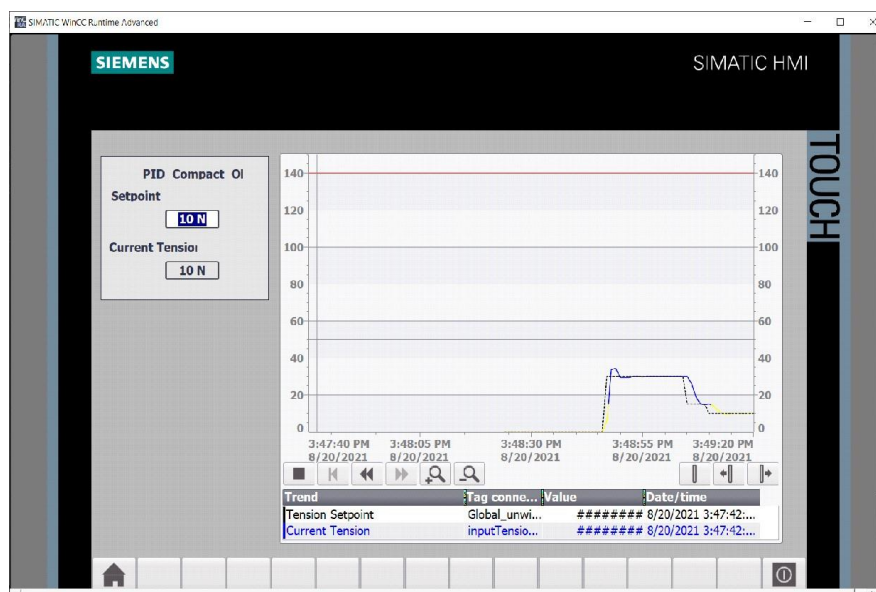 SIMATIC WinCC Runtime Advanced
SIEMENS
SIMATIC HMI
TOUCH
PID Compact OI
Setpoint
10 N
Current Tension
10 N
140 140
120 120
100 100
80 80
60 60
40 40
20 20
0 0
3:47:40 PM 3:48:05 PM 3:48:30 PM 3:48:55 PM 3:49:20 PM
8/20/2021 8/20/2021 8/20/2021 8/20/2021 8/20/2021
Trend Tag conne... Value Date/time
Tension Setpoint Global_unwi... ######## 8/20/2021 3:47:42:...
Current Tension inputTensio... ######## 8/20/2021 3:47:42:...